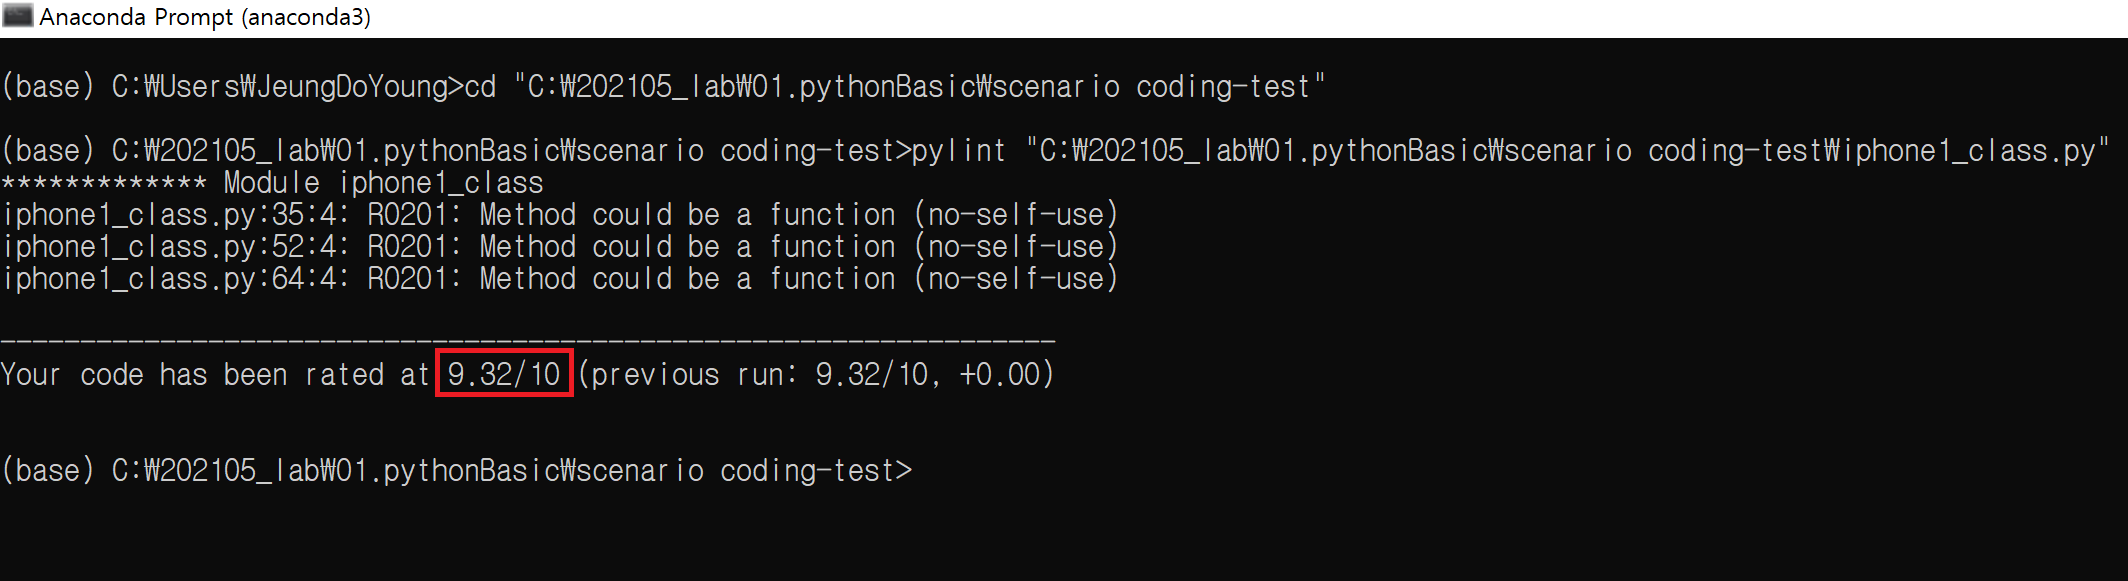 Anaconda Prompt (anaconda3)
(base) C:₩Users₩JeungDoYoung>cd "C:₩202105_lab₩01.pythonBasic₩scenario coding-test"
(base) C:₩202105_lab₩01.pythonBasic₩scenario coding-test>pylint "C:₩202105_lab₩01.pythonBasic₩scenario coding-test₩iphone1_class.py"
************* Module iphone1_class
iphone1_class.py:35:4: R0201: Method could be a function (no-self-use)
iphone1_class.py:52:4: R0201: Method could be a function (no-self-use)
iphone1_class.py:64:4: R0201: Method could be a function (no-self-use)
------------------------------------------------------------------
Your code has been rated at 9.32/10 (previous run: 9.32/10, +0.00)
(base) C:₩202105_lab₩01.pythonBasic₩scenario coding-test>